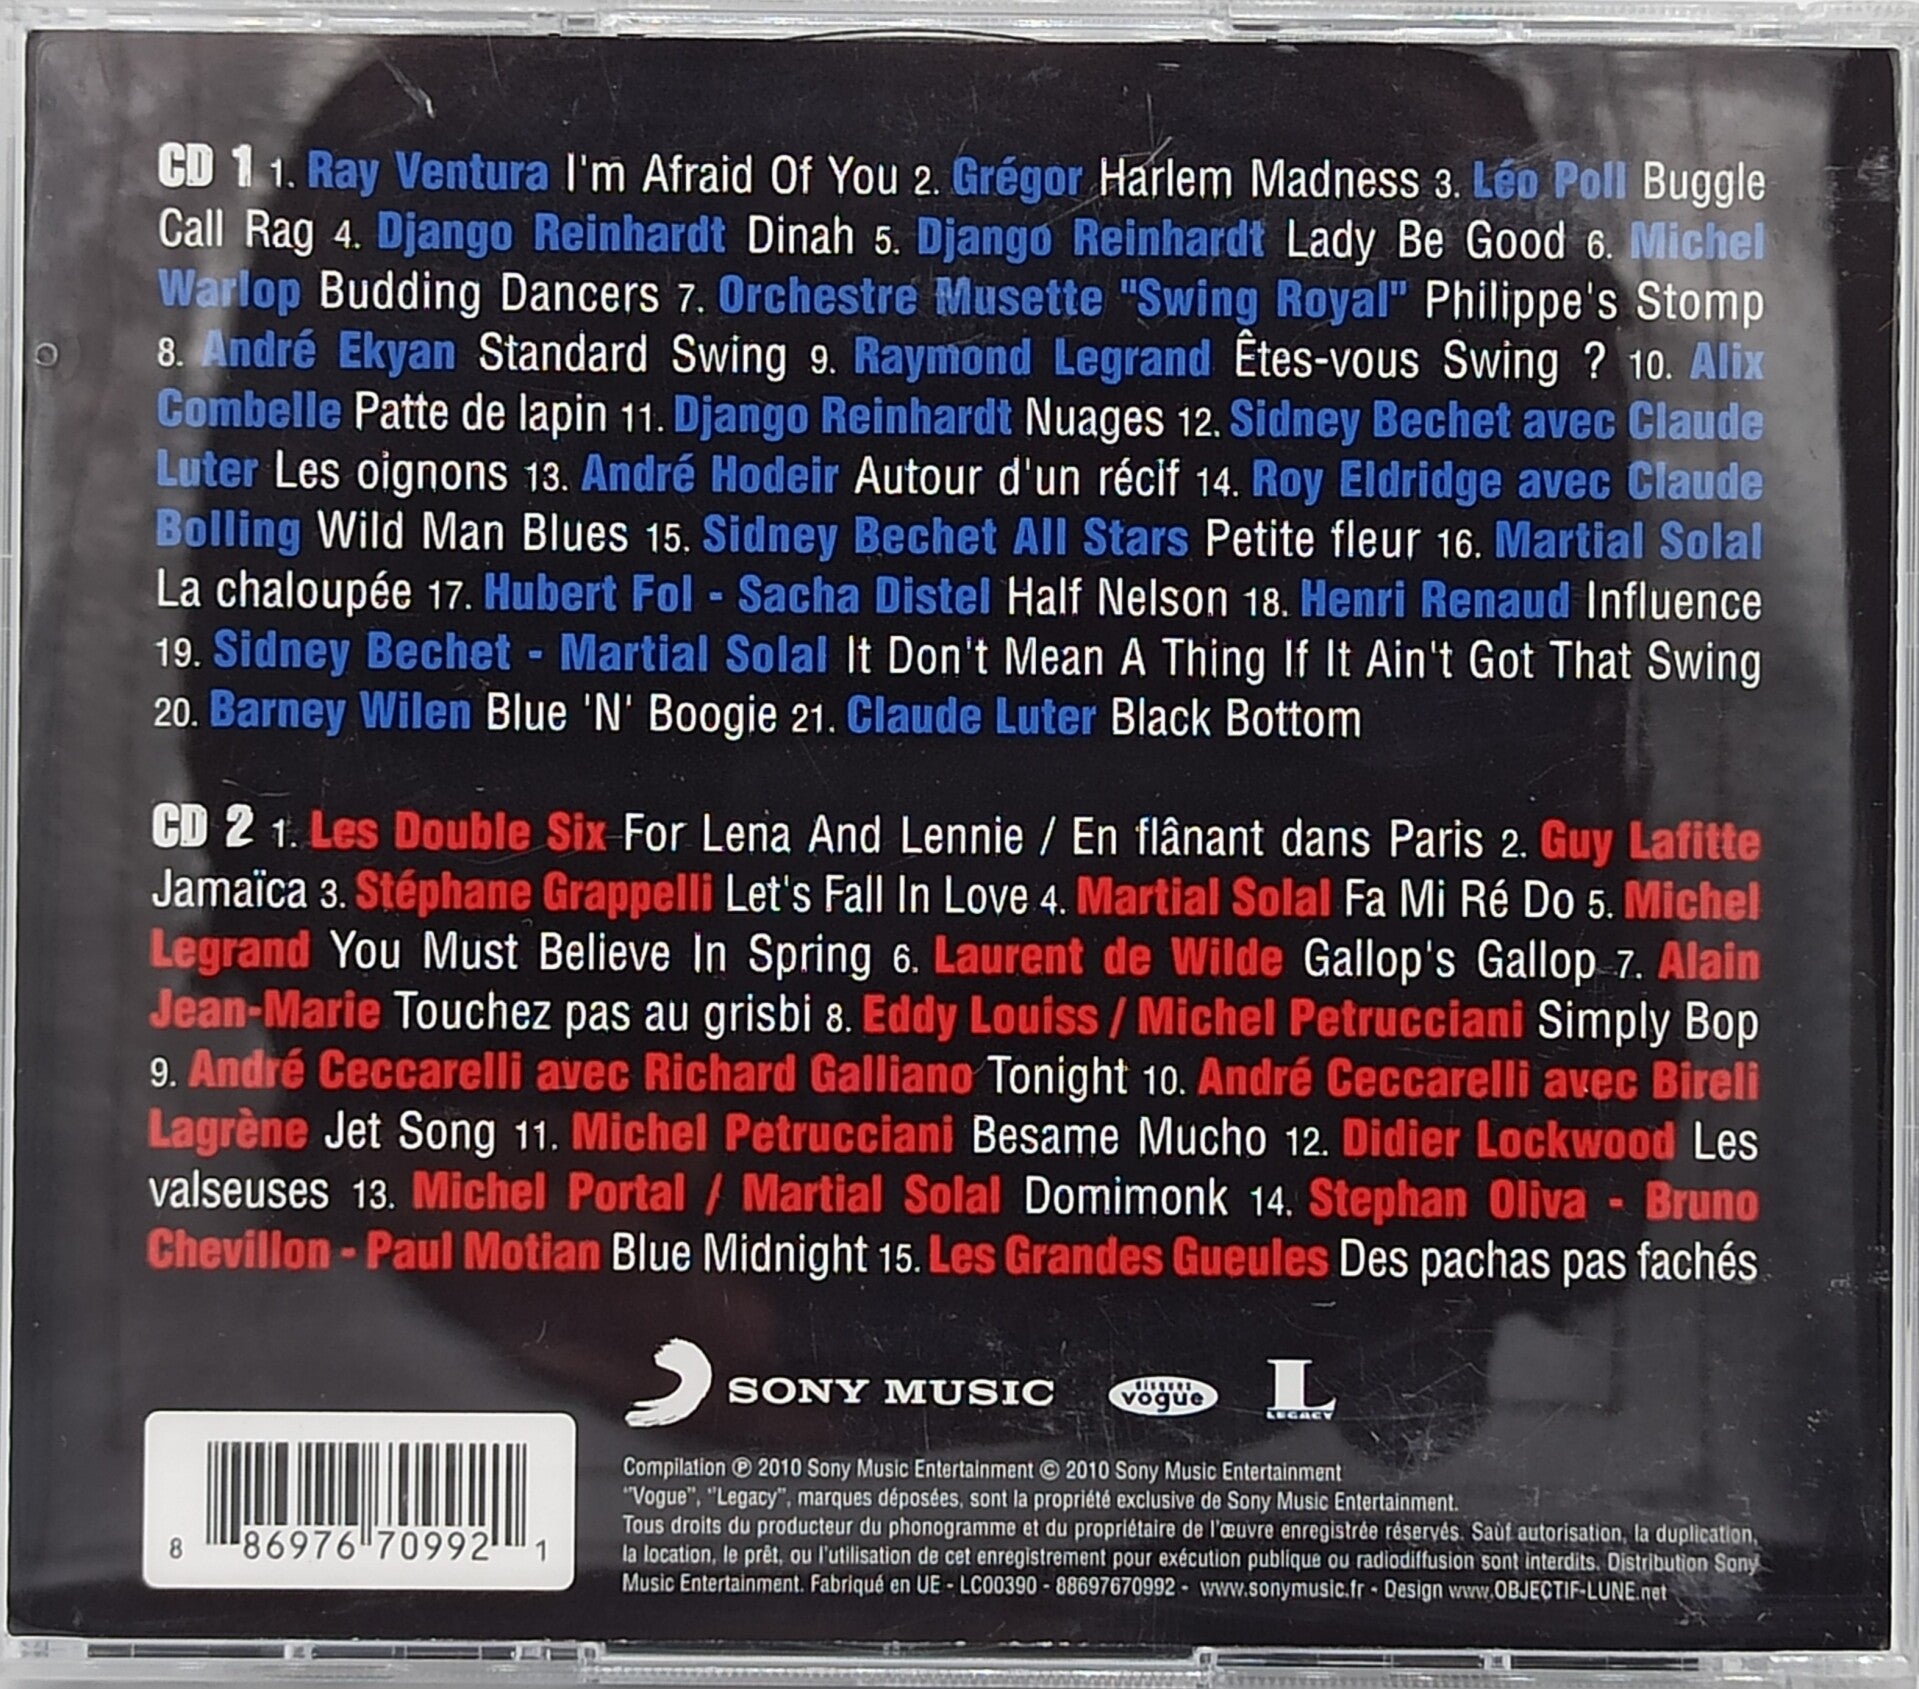 CD 1 1. Ray Ventura I'm Afraid Of You 2. Grégor Harlem Madness 3. Léo Poll Buggle
Call Rag 4. Django Reinhardt Dinah 5. Django Reinhardt Lady Be Good 6. Michel
Warlop Budding Dancers 7. Orchestre Musette "Swing Royal" Philippe's Stomp
8. André Ekyan Standard Swing 9. Raymond Legrand Êtes-vous Swing ? 10. Alix
Combelle Patte de lapin 11. Django Reinhardt Nuages 12. Sidney Bechet avec Claude
Luter Les oignons 13. André Hodeir Autour d'un récif 14. Roy Eldridge avec Claude
Bolling Wild Man Blues 15. Sidney Bechet All Stars Petite fleur 16. Martial Solal
La chaloupée 17. Hubert Fol - Sacha Distel Half Nelson 18. Henri Renaud Influence
19. Sidney Bechet - Martial Solal It Don't Mean A Thing If It Ain't Got That Swing
20. Barney Wilen Blue 'N' Boogie 21. Claude Luter Black Bottom
CD 2 1. Les Double Six For Lena And Lennie / En flânant dans Paris 2. Guy Lafitte
Jamaïca 3. Stéphane Grappelli Let's Fall In Love 4. Martial Solal Fa Mi Ré Do 5. Michel
Legrand You Must Believe In Spring 6. Laurent de Wilde Gallop's Gallop 7. Alain
Jean-Marie Touchez pas au grisbi 8. Eddy Louiss / Michel Petrucciani Simply Bop
9. André Ceccarelli avec Richard Galliano Tonight 10. André Ceccarelli avec Bireli
Lagrène Jet Song 11. Michel Petrucciani Besame Mucho 12. Didier Lockwood Les
valseuses 13. Michel Portal / Martial Solal Domimonk 14. Stephan Oliva - Bruno
Chevillon - Paul Motian Blue Midnight 15. Les Grandes Gueules Des pachas pas fachés
SONY MUSIC disques vogue L LEGACY
8 86976 70992 1
Compilation ℗ 2010 Sony Music Entertainment © 2010 Sony Music Entertainment
"Vogue", "Legacy", marques déposées, sont la propriété exclusive de Sony Music Entertainment.
Tous droits du producteur du phonogramme et du propriétaire de l'œuvre enregistrée réservés. Sauf autorisation, la duplication,
la location, le prêt, ou l'utilisation de cet enregistrement pour exécution publique ou radiodiffusion sont interdits. Distribution Sony
Music Entertainment. Fabriqué en UE - LC00390 - 88697670992 - www.sonymusic.fr - Design www.OBJECTIF-LUNE.net